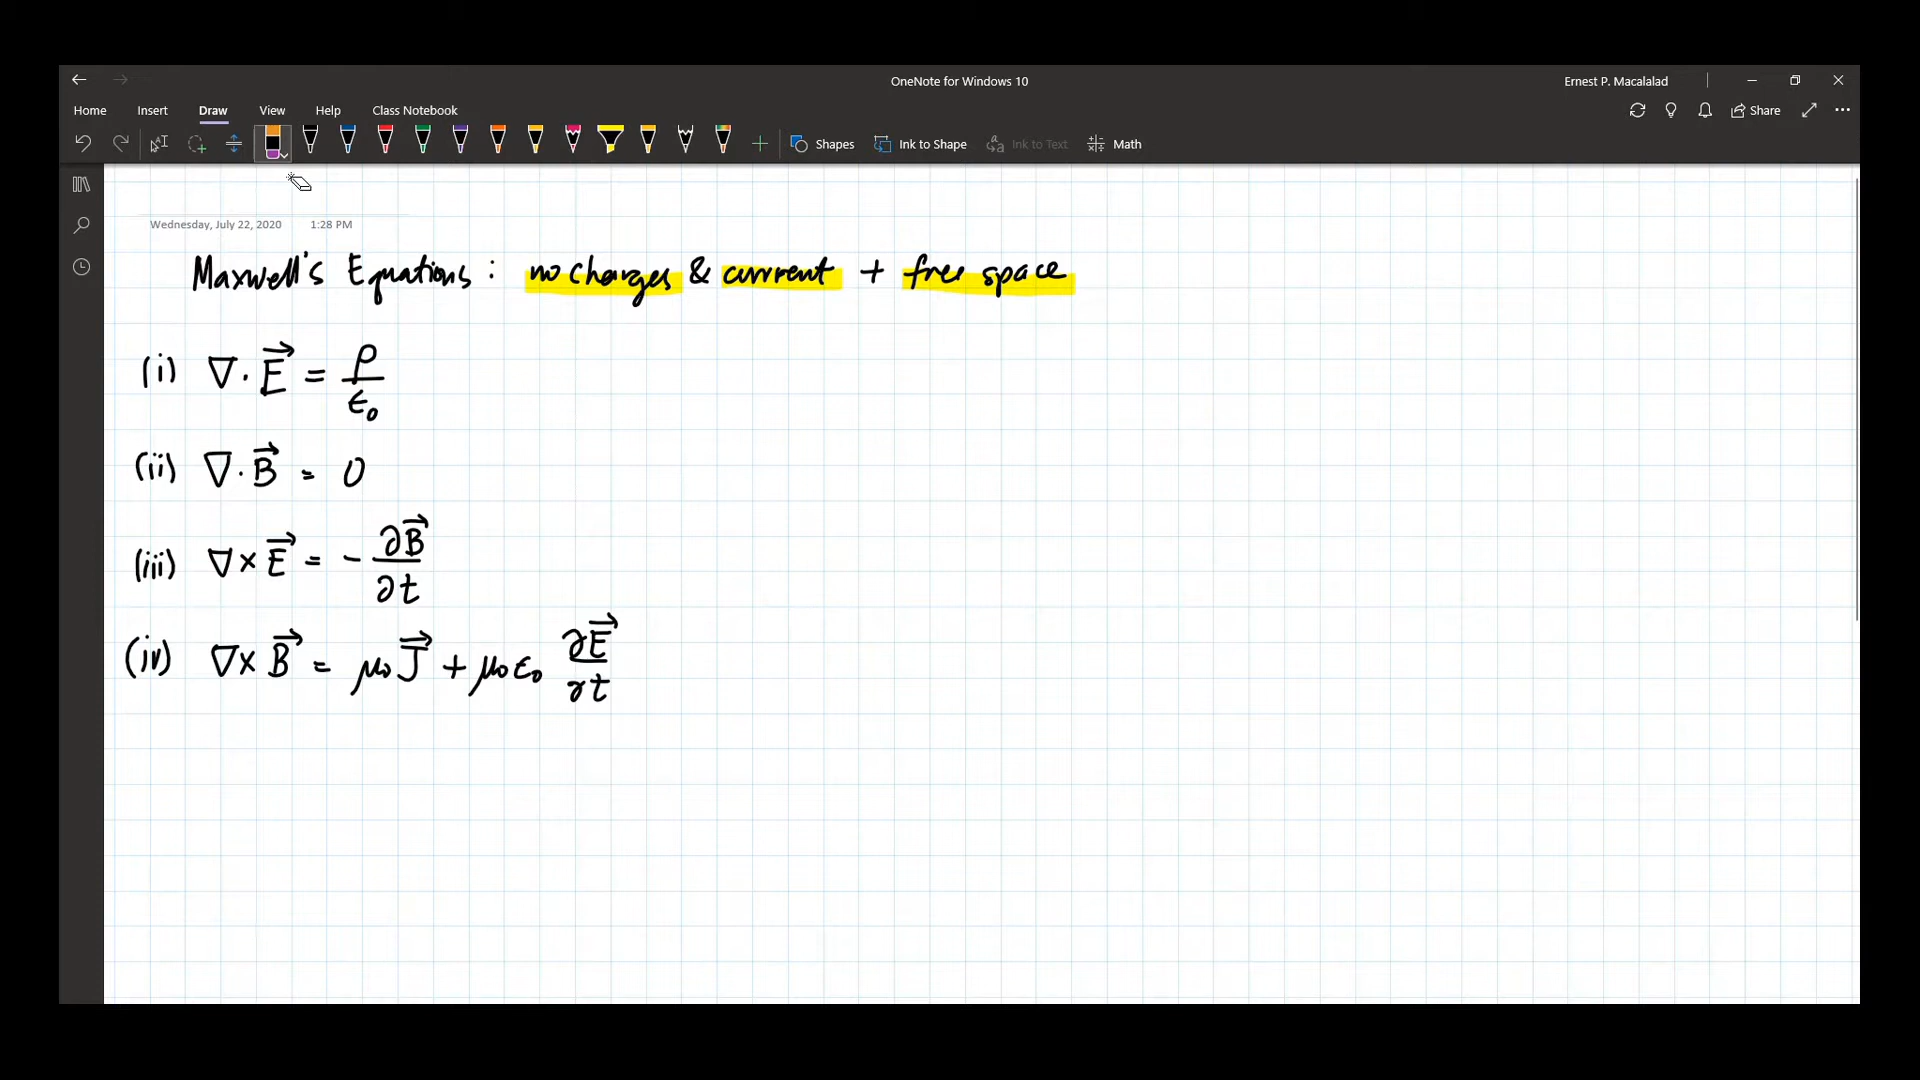 OneNote for Windows 10
Ernest P. Macalalad
Home Insert Draw View Help Class Notebook
Share
Shapes Ink to Shape Ink to Text Math
Wednesday, July 22, 2020 1:28 PM
Maxwell's Equations : no charges & current + free space
(i) ∇ · E⃗ = ρ / ε₀
(ii) ∇ · B⃗ = 0
(iii) ∇ × E⃗ = - ∂B⃗ / ∂t
(iv) ∇ × B⃗ = μ₀ J⃗ + μ₀ε₀ ∂E⃗ / ∂t